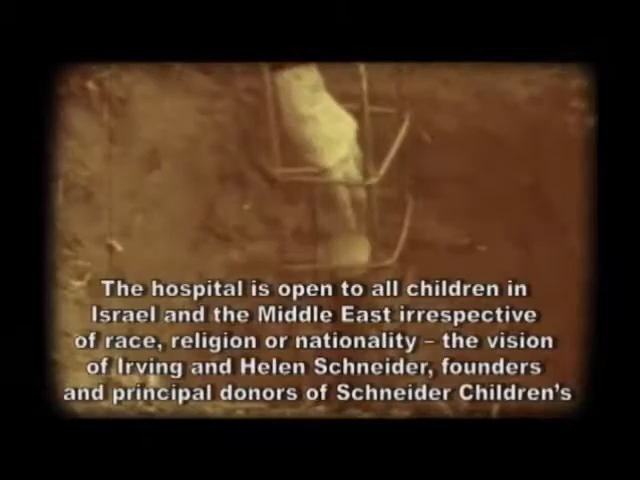 The hospital is open to all children in
Israel and the Middle East irrespective
of race, religion or nationality – the vision
of Irving and Helen Schneider, founders
and principal donors of Schneider Children's